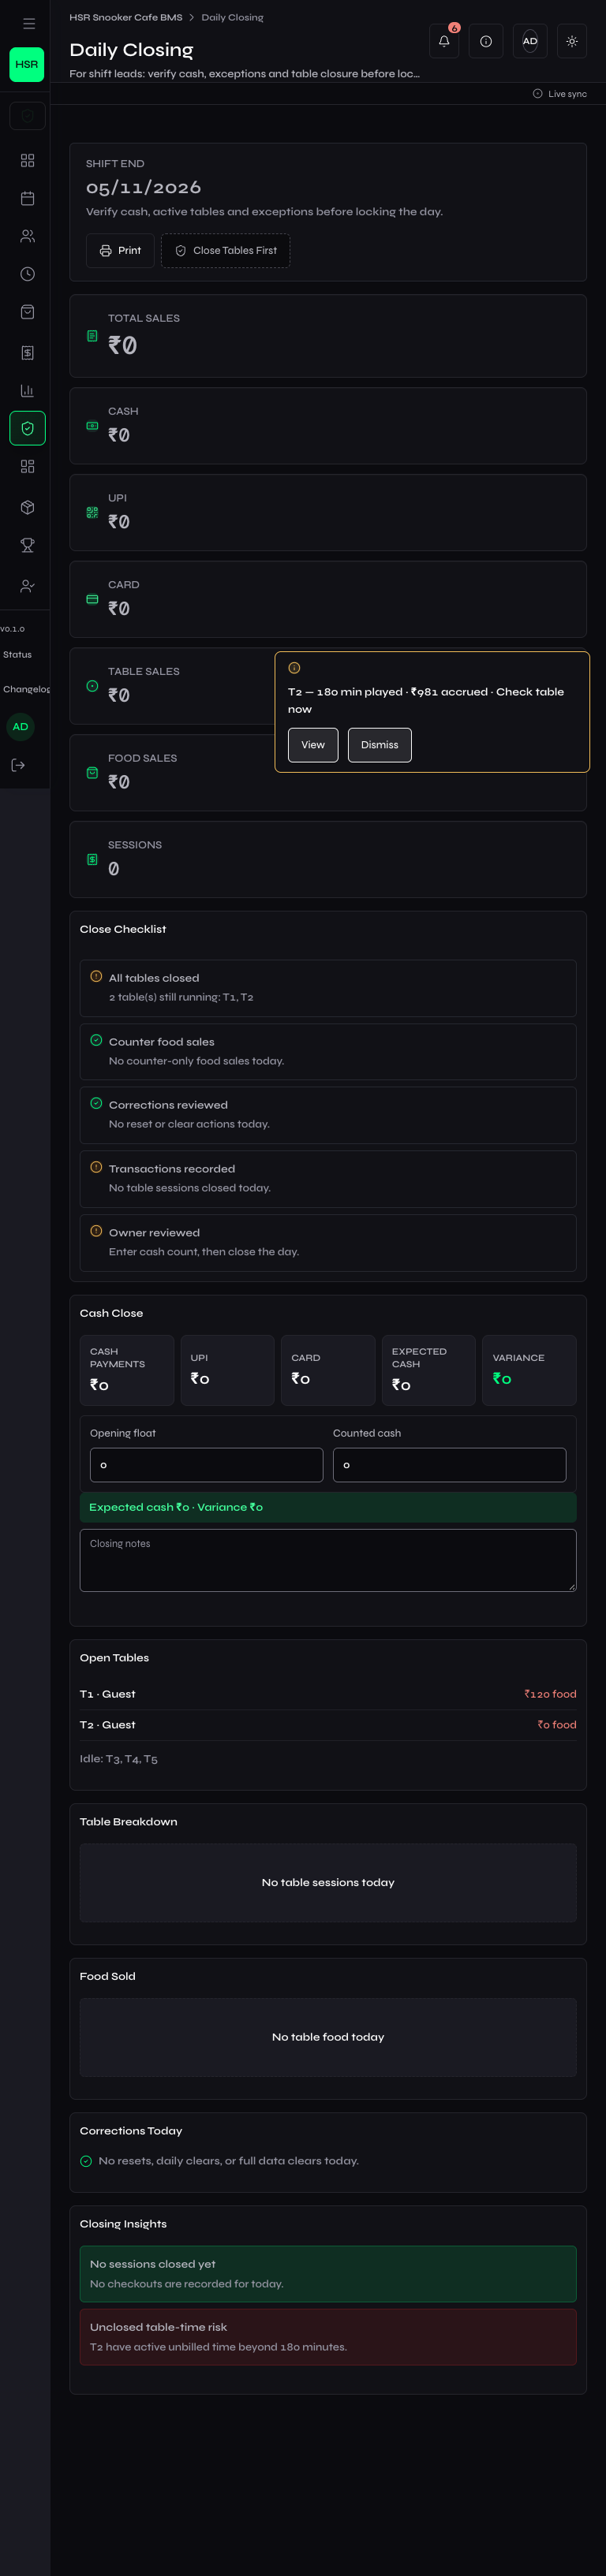 HSR Snooker Cafe BMS > Daily Closing
HSR
Daily Closing
6
AD
For shift leads: verify cash, exceptions and table closure before loc...
Live sync
SHIFT END
05/11/2026
Verify cash, active tables and exceptions before locking the day.
Print
Close Tables First
TOTAL SALES
₹0
CASH
₹0
UPI
₹0
CARD
₹0
v0.1.0
Status
Changelog
AD
TABLE SALES
₹0
T2 — 180 min played · ₹981 accrued · Check table
now
View
Dismiss
FOOD SALES
₹0
SESSIONS
0
Close Checklist
All tables closed
2 table(s) still running: T1, T2
Counter food sales
No counter-only food sales today.
Corrections reviewed
No reset or clear actions today.
Transactions recorded
No table sessions closed today.
Owner reviewed
Enter cash count, then close the day.
Cash Close
CASH
PAYMENTS
₹0
UPI
₹0
CARD
₹0
EXPECTED
CASH
₹0
VARIANCE
₹0
Opening float
0
Counted cash
0
Expected cash ₹0 · Variance ₹0
Closing notes
Open Tables
T1 · Guest ₹120 food
T2 · Guest ₹0 food
Idle: T3, T4, T5
Table Breakdown
No table sessions today
Food Sold
No table food today
Corrections Today
No resets, daily clears, or full data clears today.
Closing Insights
No sessions closed yet
No checkouts are recorded for today.
Unclosed table-time risk
T2 have active unbilled time beyond 180 minutes.